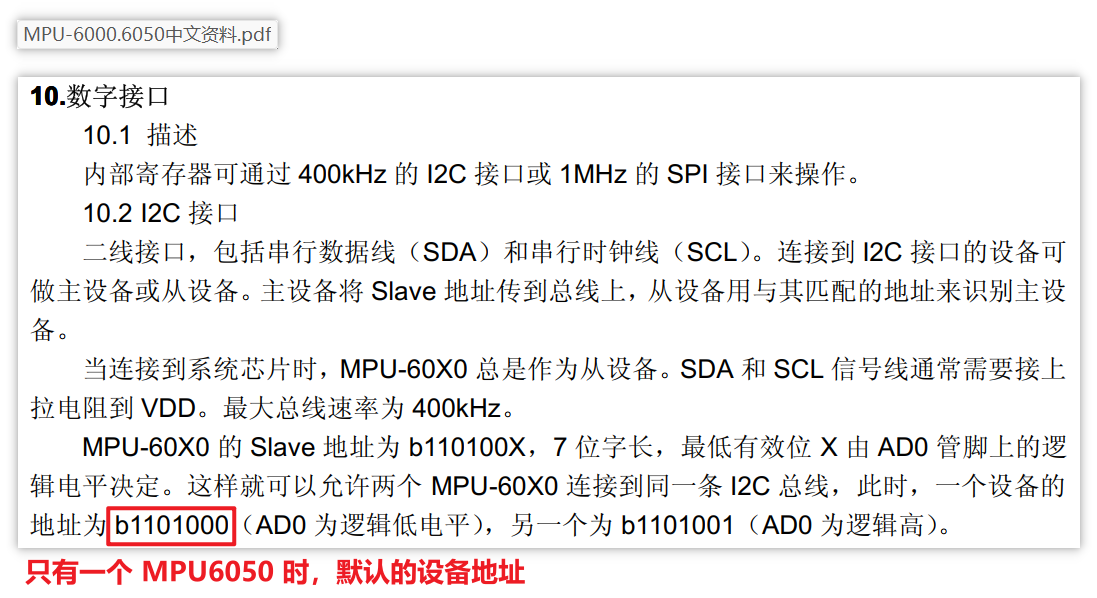 MPU-6000.6050中文资料.pdf
10.数字接口
10.1 描述
内部寄存器可通过 400kHz 的 I2C 接口或 1MHz 的 SPI 接口来操作。
10.2 I2C 接口
二线接口，包括串行数据线（SDA）和串行时钟线（SCL）。连接到 I2C 接口的设备可
做主设备或从设备。主设备将 Slave 地址传到总线上，从设备用与其匹配的地址来识别主设
备。
当连接到系统芯片时，MPU-60X0 总是作为从设备。SDA 和 SCL 信号线通常需要接上
拉电阻到 VDD。最大总线速率为 400kHz。
MPU-60X0 的 Slave 地址为 b110100X，7 位字长，最低有效位 X 由 AD0 管脚上的逻
辑电平决定。这样就可以允许两个 MPU-60X0 连接到同一条 I2C 总线，此时，一个设备的
地址为 b1101000（AD0 为逻辑低电平），另一个为 b1101001（AD0 为逻辑高）。
只有一个 MPU6050 时，默认的设备地址